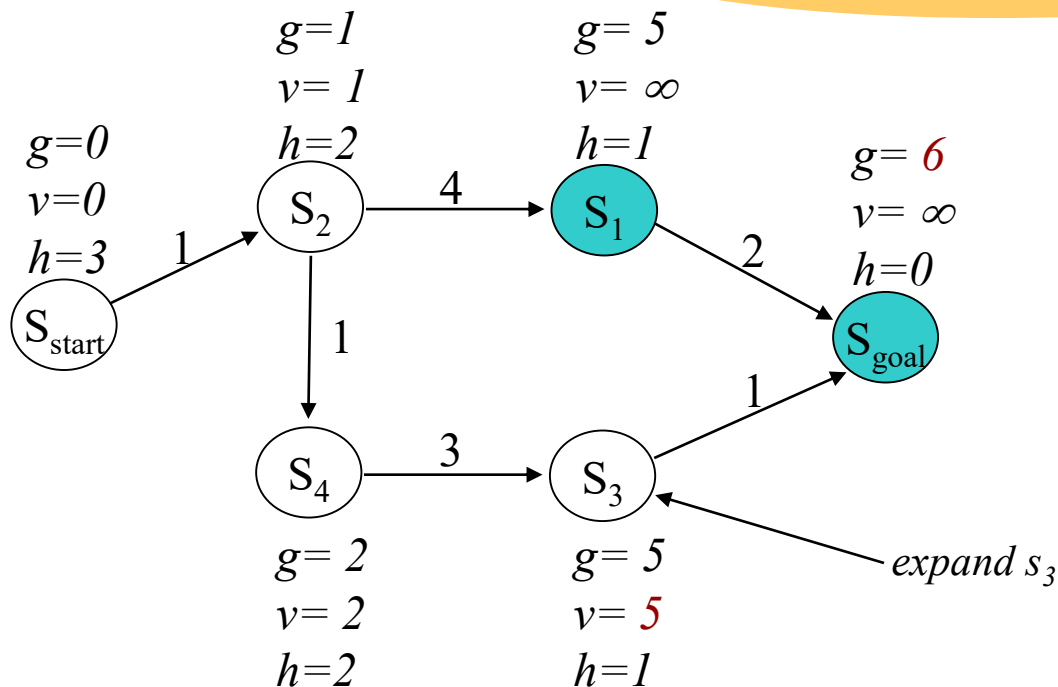 g=1
v= 1
h=2
g= 5
v= ∞
h=1
g=0
v=0
h=3
g= 6
v= ∞
h=0
S2
4
S1
1
2
Sstart
Sgoal
1
1
S4
3
S3
g= 2
v= 2
h=2
g= 5
v= 5
h=1
expand s3